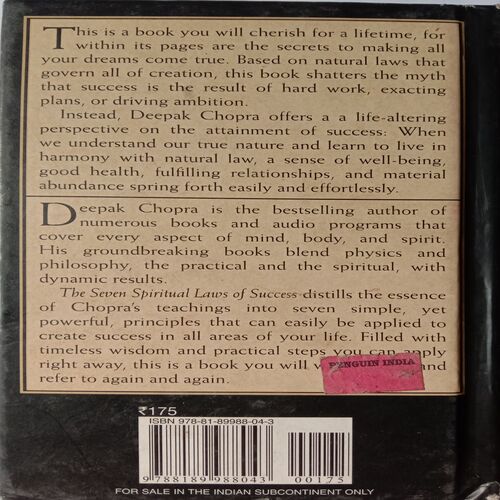 This is a book you will cherish for a lifetime, for
within its pages are the secrets to making all
your dreams come true. Based on natural laws that
govern all of creation, this book shatters the myth
that success is the result of hard work, exacting
plans, or driving ambition.
Instead, Deepak Chopra offers a a life-altering
perspective on the attainment of success: When
we understand our true nature and learn to live in
harmony with natural law, a sense of well-being,
good health, fulfilling relationships, and material
abundance spring forth easily and effortlessly.
Deepak Chopra is the bestselling author of
numerous books and audio programs that
cover every aspect of mind, body, and spirit.
His groundbreaking books blend physics and
philosophy, the practical and the spiritual, with
dynamic results.
The Seven Spiritual Laws of Success distills the essence
of Chopra's teachings into seven simple, yet
powerful, principles that can easily be applied to
create success in all areas of your life. Filled with
timeless wisdom and practical steps you can apply
right away, this is a book you will and
PENGUIN INDIA
refer to again and again.
₹175
ISBN 978-81-89988-04-3
9 788189 988043
00175
FOR SALE IN THE INDIAN SUBCONTINENT ONLY